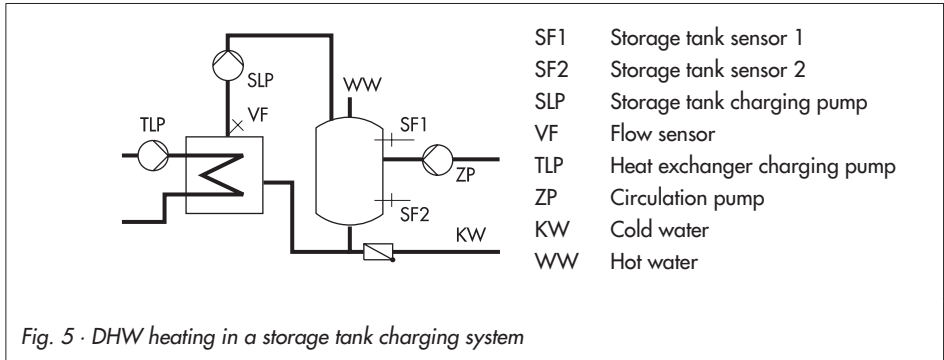 SLP
WW
VF
TLP
SF1
ZP
SF2
KW
SF1 Storage tank sensor 1
SF2 Storage tank sensor 2
SLP Storage tank charging pump
VF Flow sensor
TLP Heat exchanger charging pump
ZP Circulation pump
KW Cold water
WW Hot water
Fig. 5 · DHW heating in a storage tank charging system